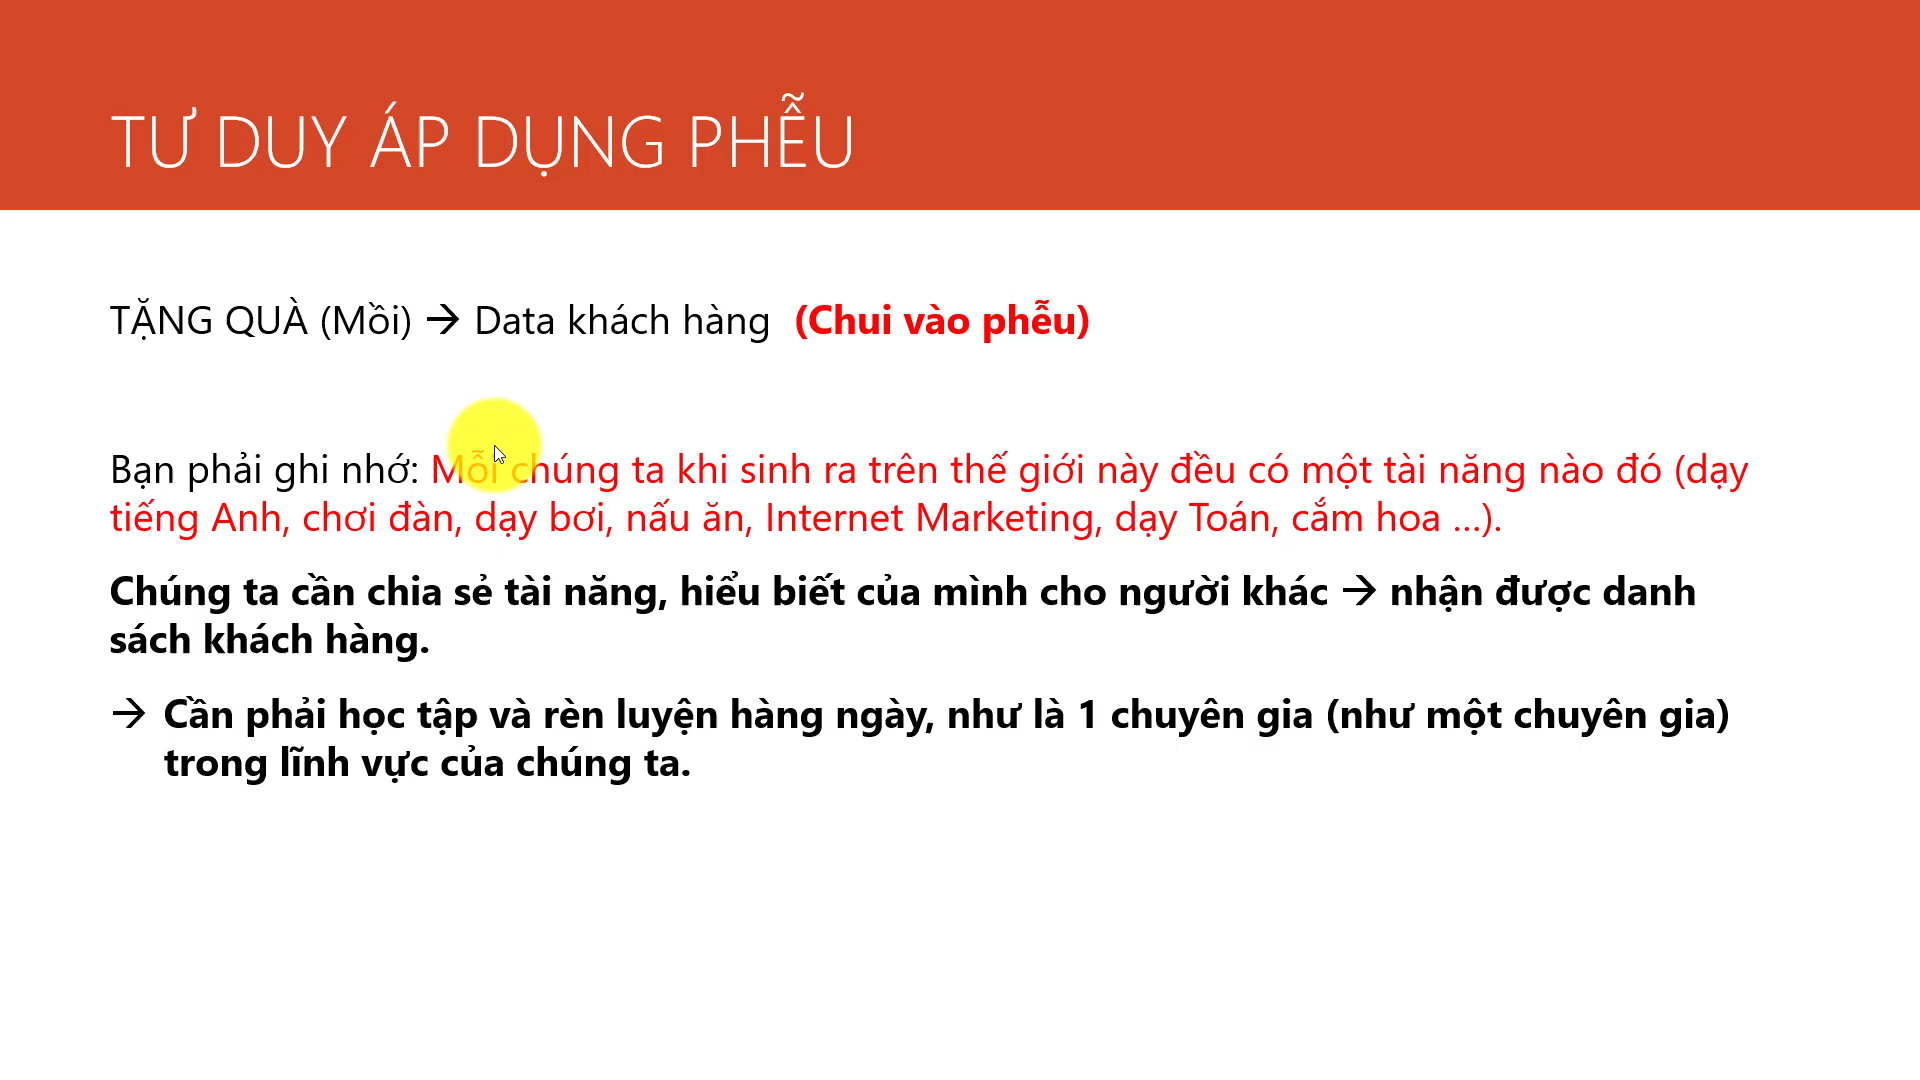 TƯ DUY ÁP DỤNG PHỄU
TẶNG QUÀ (Mồi) → Data khách hàng (Chui vào phễu)
Bạn phải ghi nhớ: Mỗi chúng ta khi sinh ra trên thế giới này đều có một tài năng nào đó (dạy
tiếng Anh, chơi đàn, dạy bơi, nấu ăn, Internet Marketing, dạy Toán, cắm hoa ...).
Chúng ta cần chia sẻ tài năng, hiểu biết của mình cho người khác → nhận được danh
sách khách hàng.
→ Cần phải học tập và rèn luyện hàng ngày, như là 1 chuyên gia (như một chuyên gia)
trong lĩnh vực của chúng ta.